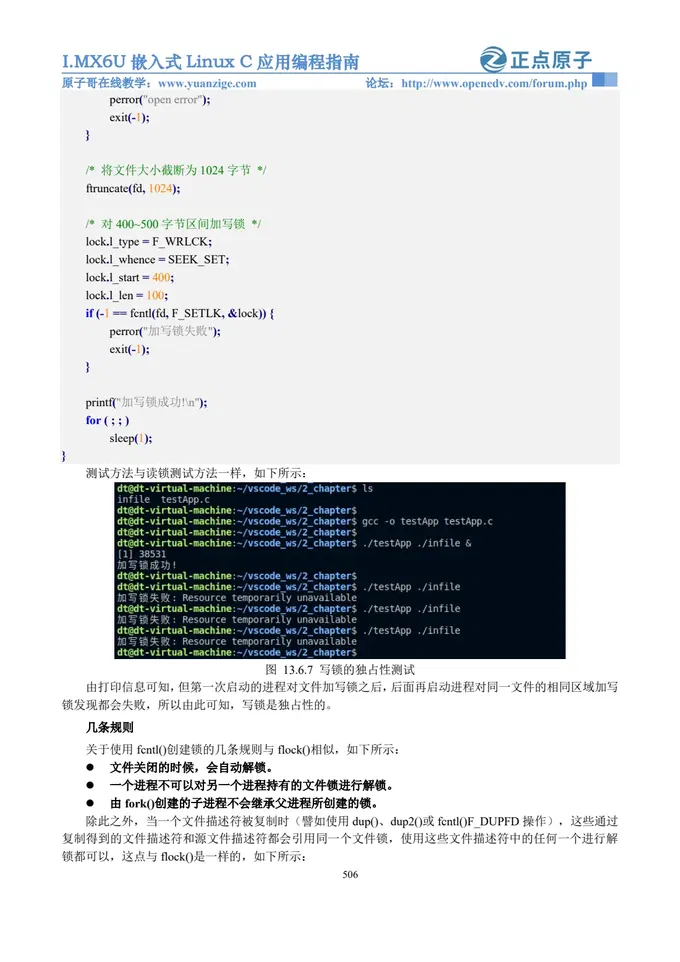 I.MX6U 嵌入式 Linux C 应用编程指南
正点原子
原子哥在线教学：www.yuanzige.com 论坛：http://www.openedv.com/forum.php
perror("open error");
exit(-1);
}
/* 将文件大小截断为 1024 字节 */
ftruncate(fd, 1024);
/* 对 400~500 字节区间加写锁 */
lock.l_type = F_WRLCK;
lock.l_whence = SEEK_SET;
lock.l_start = 400;
lock.l_len = 100;
if (-1 == fcntl(fd, F_SETLK, &lock)) {
perror("加写锁失败");
exit(-1);
}
printf("加写锁成功!\n");
for ( ; ; )
sleep(1);
}
测试方法与读锁测试方法一样，如下所示：
dt@dt-virtual-machine:~/vscode_ws/2_chapter$ ls
infile  testApp.c
dt@dt-virtual-machine:~/vscode_ws/2_chapter$
dt@dt-virtual-machine:~/vscode_ws/2_chapter$ gcc -o testApp testApp.c
dt@dt-virtual-machine:~/vscode_ws/2_chapter$
dt@dt-virtual-machine:~/vscode_ws/2_chapter$ ./testApp ./infile &
[1] 38531
加写锁成功!
dt@dt-virtual-machine:~/vscode_ws/2_chapter$
dt@dt-virtual-machine:~/vscode_ws/2_chapter$ ./testApp ./infile
加写锁失败: Resource temporarily unavailable
dt@dt-virtual-machine:~/vscode_ws/2_chapter$ ./testApp ./infile
加写锁失败: Resource temporarily unavailable
dt@dt-virtual-machine:~/vscode_ws/2_chapter$ ./testApp ./infile
加写锁失败: Resource temporarily unavailable
dt@dt-virtual-machine:~/vscode_ws/2_chapter$
图 13.6.7 写锁的独占性测试
由打印信息可知，但第一次启动的进程对文件加写锁之后，后面再启动进程对同一文件的相同区域加写
锁发现都会失败，所以由此可知，写锁是独占性的。
几条规则
关于使用 fcntl()创建锁的几条规则与 flock()相似，如下所示：
● 文件关闭的时候，会自动解锁。
● 一个进程不可以对另一个进程持有的文件锁进行解锁。
● 由 fork()创建的子进程不会继承父进程所创建的锁。
除此之外，当一个文件描述符被复制时（譬如使用 dup()、dup2()或 fcntl()F_DUPFD 操作），这些通过
复制得到的文件描述符和源文件描述符都会引用同一个文件锁，使用这些文件描述符中的任何一个进行解
锁都可以，这点与 flock()是一样的，如下所示：
506